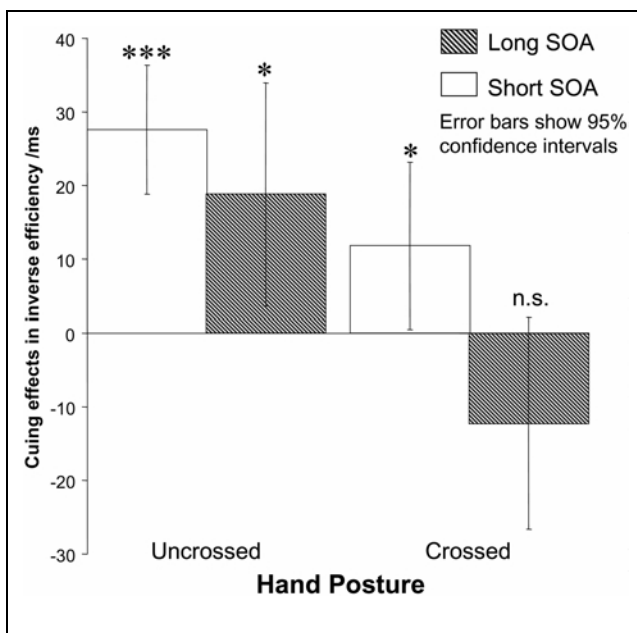 40
30
20
10
0
-10
-20
-30
Cuing effects in inverse efficiency /ms
***
*
*
n.s.
Long SOA
Short SOA
Error bars show 95%
confidence intervals
Uncrossed
Crossed
Hand Posture